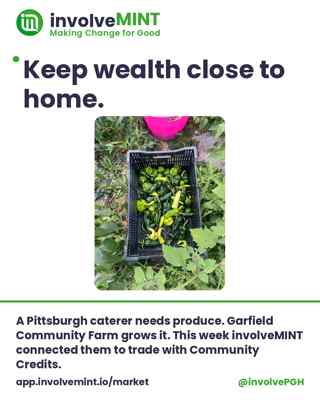 involveMINT
Making Change for Good
Keep wealth close to
home.
A Pittsburgh caterer needs produce. Garfield
Community Farm grows it. This week involveMINT
connected them to trade with Community
Credits.
app.involvemint.io/market
@involvePGH